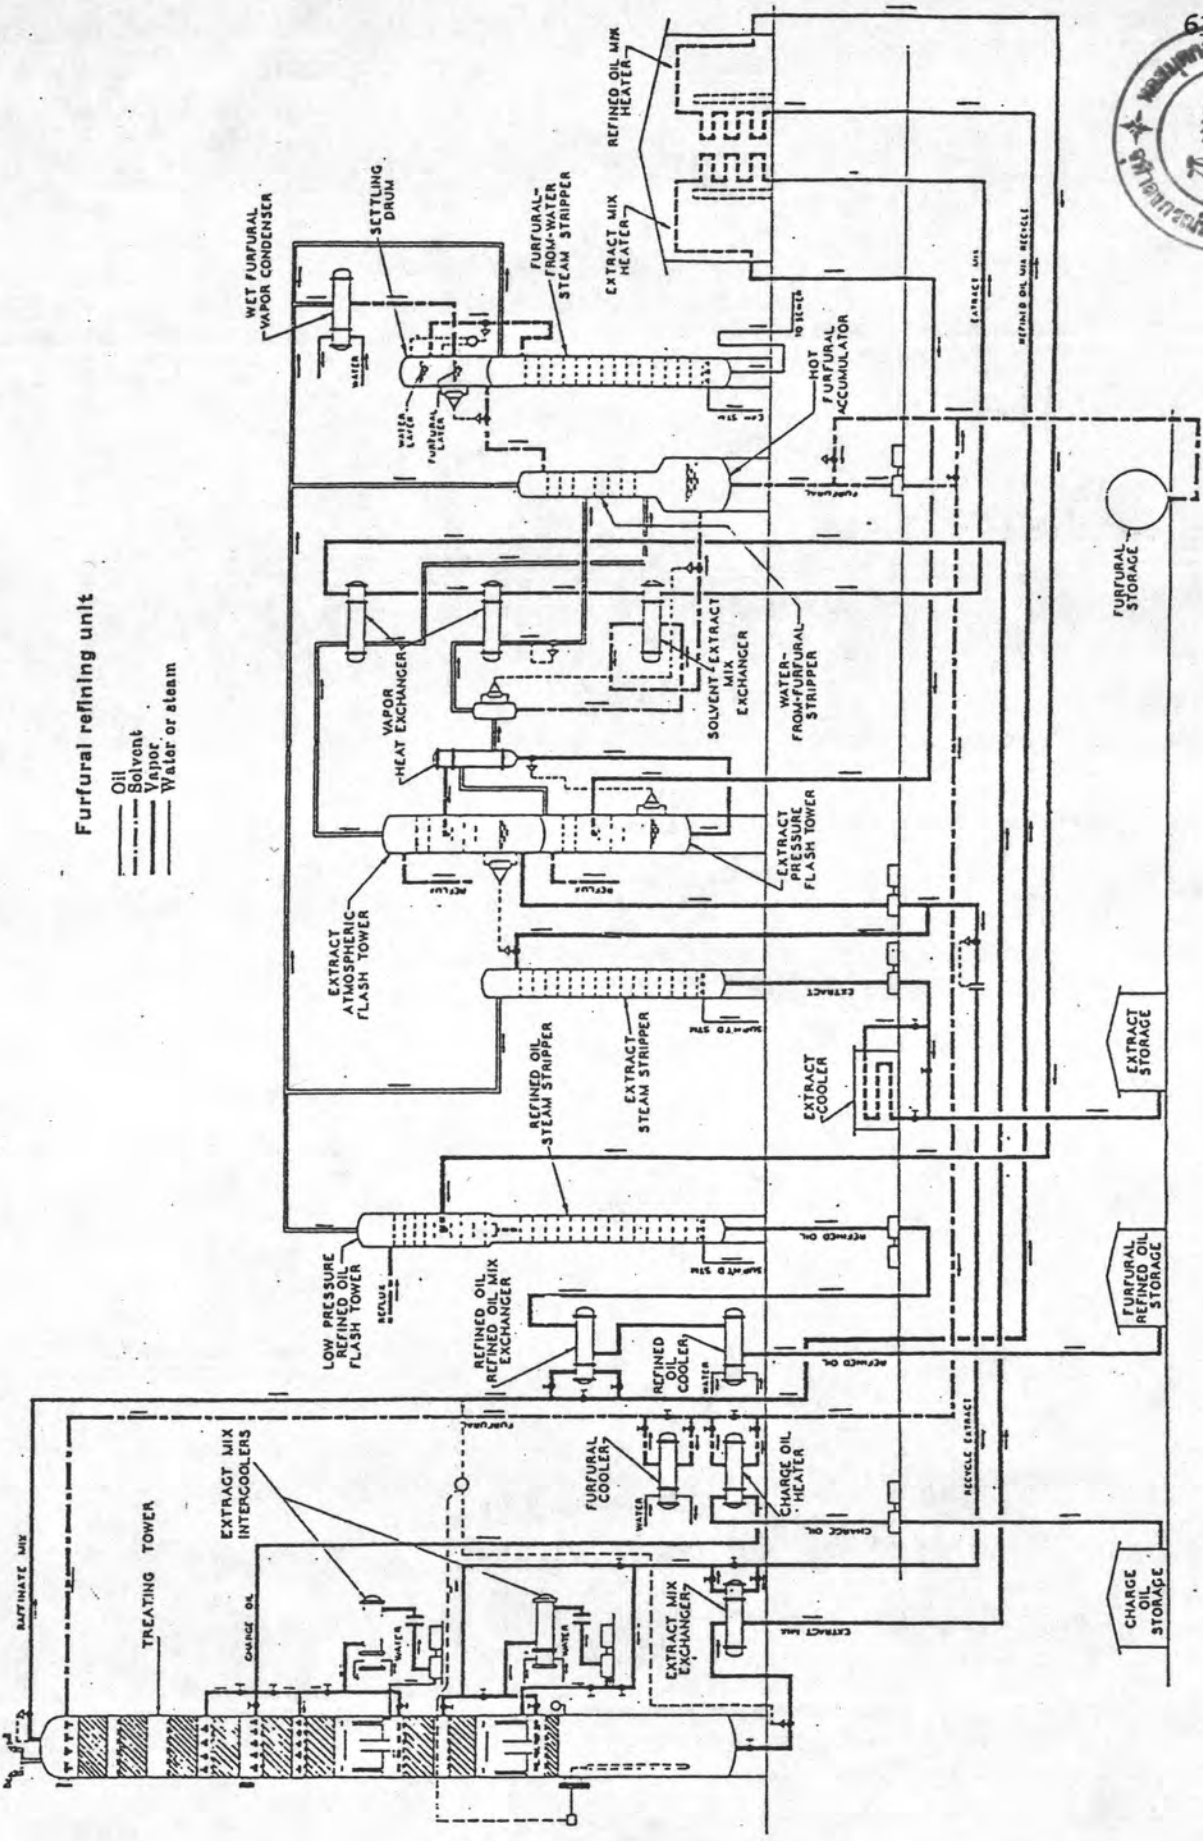 Furfural refining unit
Oil
Solvent
Vapor
Water or steam
RAFFINATE MIX
TREATING TOWER
CHARGE OIL
EXTRACT MIX
INTERCOOLERS
WATER
WATER
EXTRACT MIX
EXCHANGER
EXTRACT MIX
CHARGE
OIL
STORAGE
FURFURAL
FURFURAL
COOLER
WATER
CHARGE OIL
HEATER
CHARGE OIL
RECYCLE EXTRACT
LOW PRESSURE
REFINED OIL
FLASH TOWER
REFLUX
REFINED OIL
REFINED OIL MIX
EXCHANGER
REFINED
OIL
COOLER
WATER
REFINED OIL
FURFURAL
REFINED OIL
STORAGE
REFINED OIL
STEAM STRIPPER
REFINED OIL
EXTRACT
STEAM STRIPPER
EXTRACT
EXTRACT
COOLER
EXTRACT
STORAGE
EXTRACT
ATMOSPHERIC
FLASH TOWER
REFLUX
REFLUX
EXTRACT
PRESSURE
FLASH TOWER
VAPOR
HEAT EXCHANGER
SOLVENT EXTRACT
MIX
EXCHANGER
WATER-
FROM-FURFURAL
STRIPPER
HOT
FURFURAL
ACCUMULATOR
FURFURAL
FURFURAL
STORAGE
WET FURFURAL
VAPOR CONDENSER
WATER
SETTLING
DRUM
WATER
LAYER
FURFURAL
LAYER
FURFURAL-
FROM-WATER
STEAM STRIPPER
TO SEWER
EXTRACT MIX
HEATER
REFINED OIL MIX
HEATER
EXTRACT MIX
REFINED OIL MIX RECYCLE